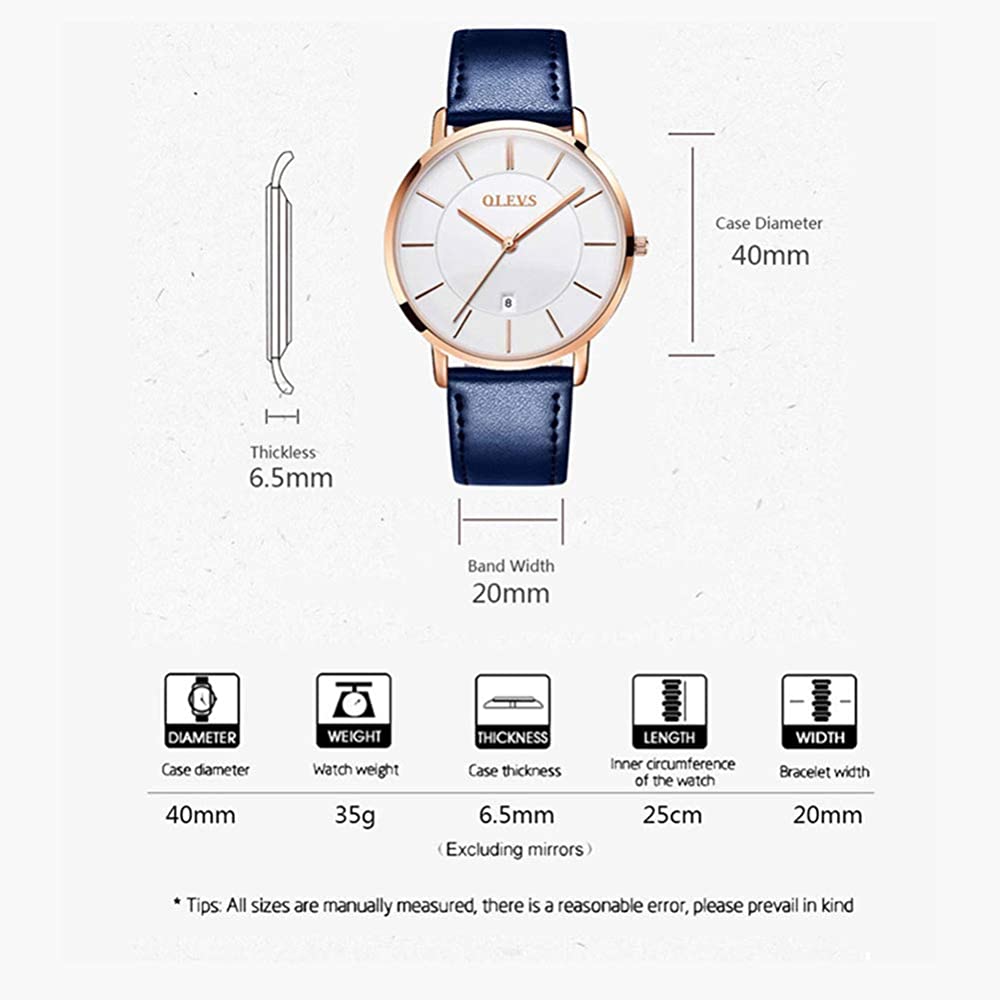 OLEVS
8
Case Diameter
40mm
Thickless
6.5mm
Band Width
20mm
DIAMETER
WEIGHT
THICKNESS
LENGTH
WIDTH
Case diameter
Watch weight
Case thickness
Inner circumference
of the watch
Bracelet width
40mm
35g
6.5mm
25cm
20mm
(Excluding mirrors)
* Tips: All sizes are manually measured, there is a reasonable error, please prevail in kind